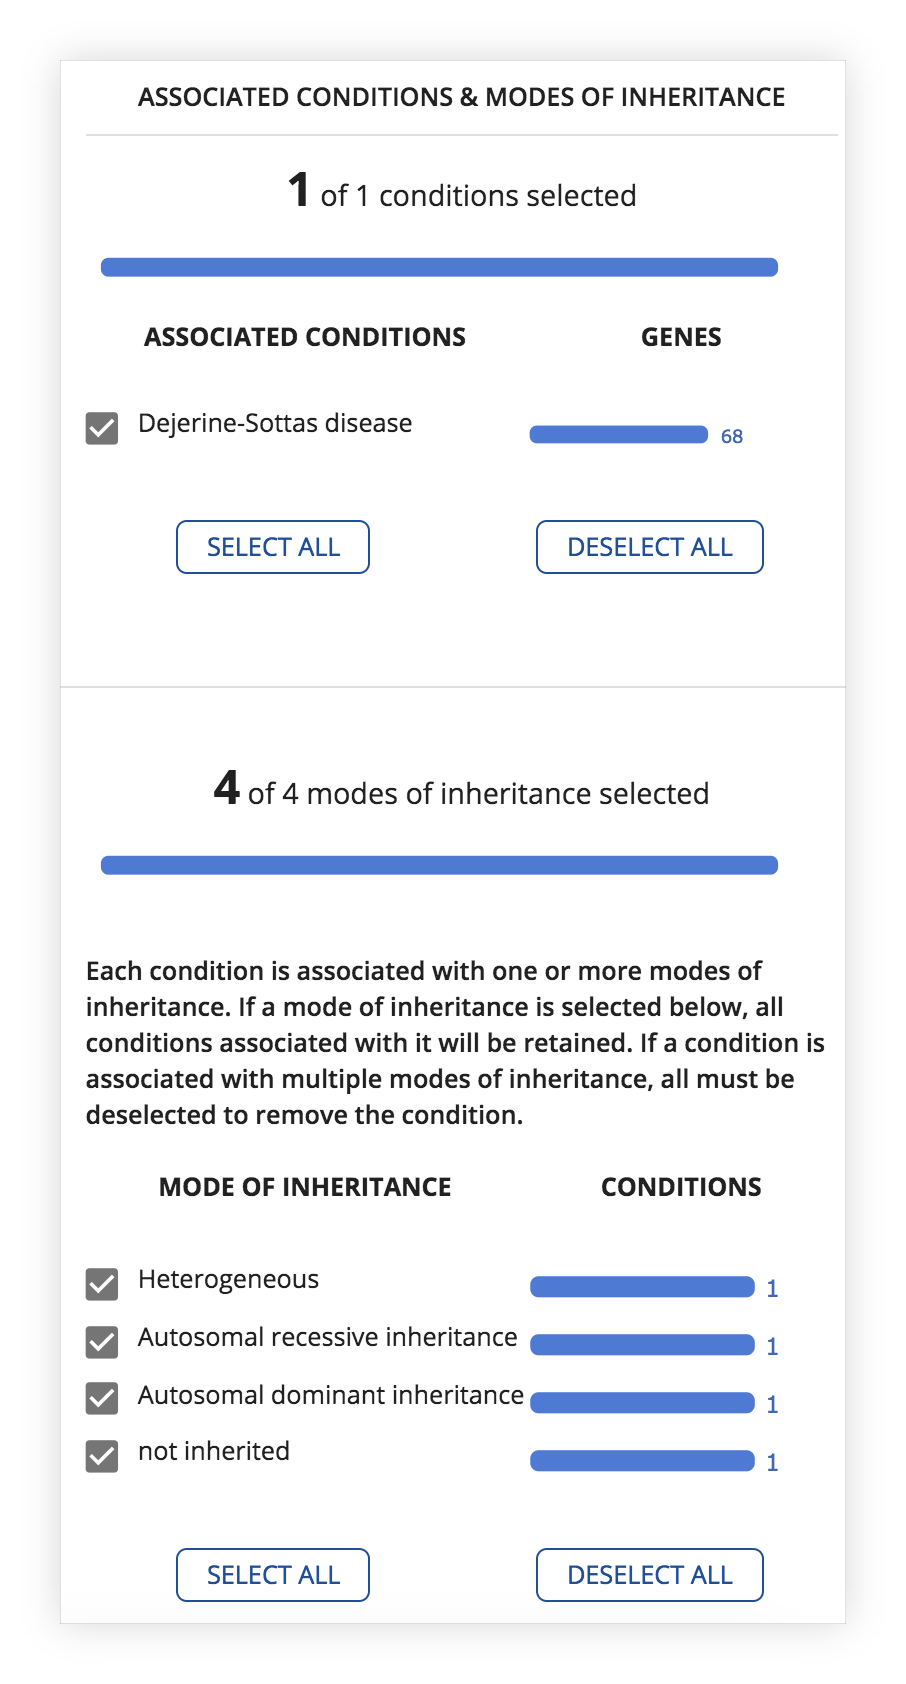 ASSOCIATED CONDITIONS & MODES OF INHERITANCE
1 of 1 conditions selected
ASSOCIATED CONDITIONS GENES
Dejerine-Sottas disease 68
SELECT ALL DESELECT ALL
4 of 4 modes of inheritance selected
Each condition is associated with one or more modes of
inheritance. If a mode of inheritance is selected below, all
conditions associated with it will be retained. If a condition is
associated with multiple modes of inheritance, all must be
deselected to remove the condition.
MODE OF INHERITANCE CONDITIONS
Heterogeneous 1
Autosomal recessive inheritance 1
Autosomal dominant inheritance 1
not inherited 1
SELECT ALL DESELECT ALL